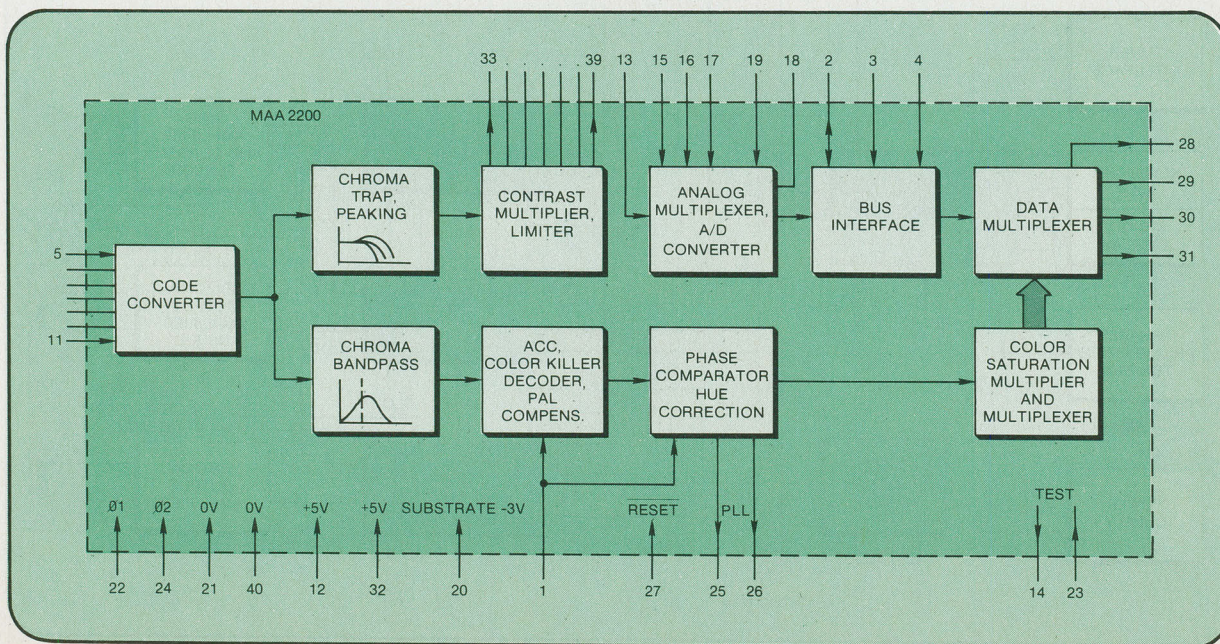 33 . . . . . 39 13 15 16 17 19 18 2 3 4
MAA 2200
28
CHROMA
TRAP,
PEAKING
CONTRAST
MULTIPLIER,
LIMITER
ANALOG
MULTIPLEXER,
A/D
CONVERTER
BUS
INTERFACE
DATA
MULTIPLEXER
29
30
31
5
CODE
CONVERTER
11
CHROMA
BANDPASS
ACC,
COLOR KILLER
DECODER,
PAL
COMPENS.
PHASE
COMPARATOR
HUE
CORRECTION
COLOR
SATURATION
MULTIPLIER
AND
MULTIPLEXER
Ø1 Ø2 0V 0V +5V +5V SUBSTRATE -3V RESET PLL TEST
22 24 21 40 12 32 20 1 27 25 26 14 23